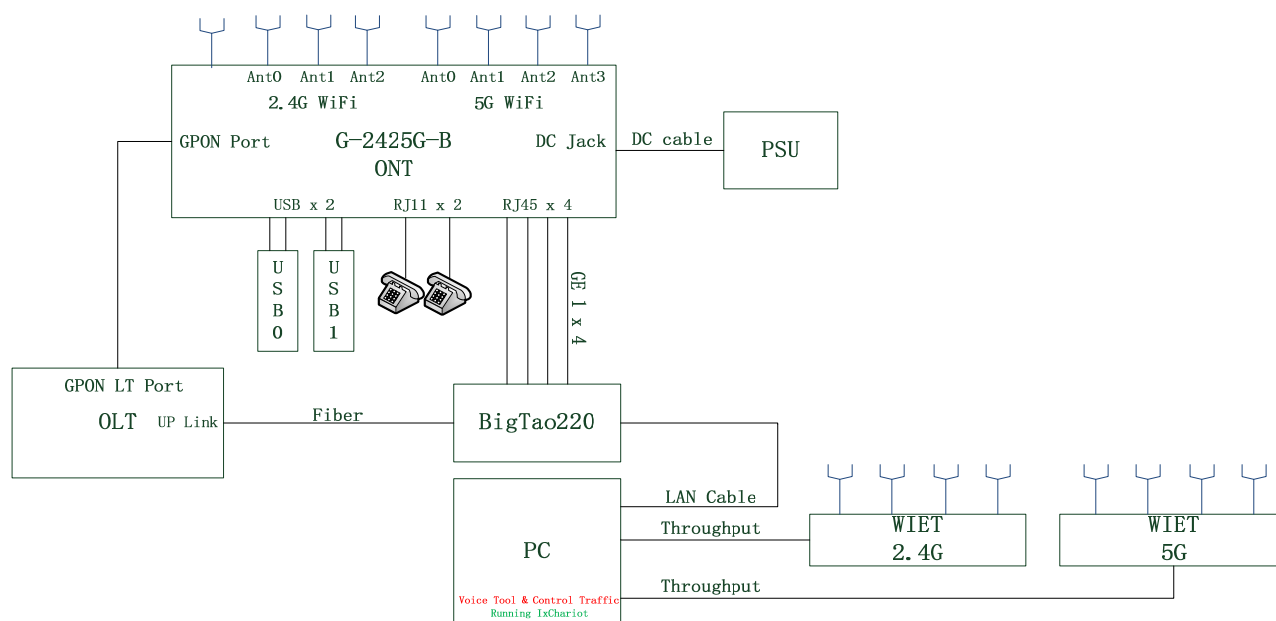 Ant0 Ant1 Ant2 Ant0 Ant1 Ant2 Ant3
2.4G WiFi 5G WiFi
GPON Port G-2425G-B DC Jack DC cable PSU
ONT
USB x 2 RJ11 x 2 RJ45 x 4
USB0
USB1
GE 1 x 4
GPON LT Port
OLT UP Link
Fiber
BigTao220
LAN Cable
Throughput
PC
WIET
2.4G
WIET
5G
Throughput
Voice Tool & Control Traffic
Running IxChariot